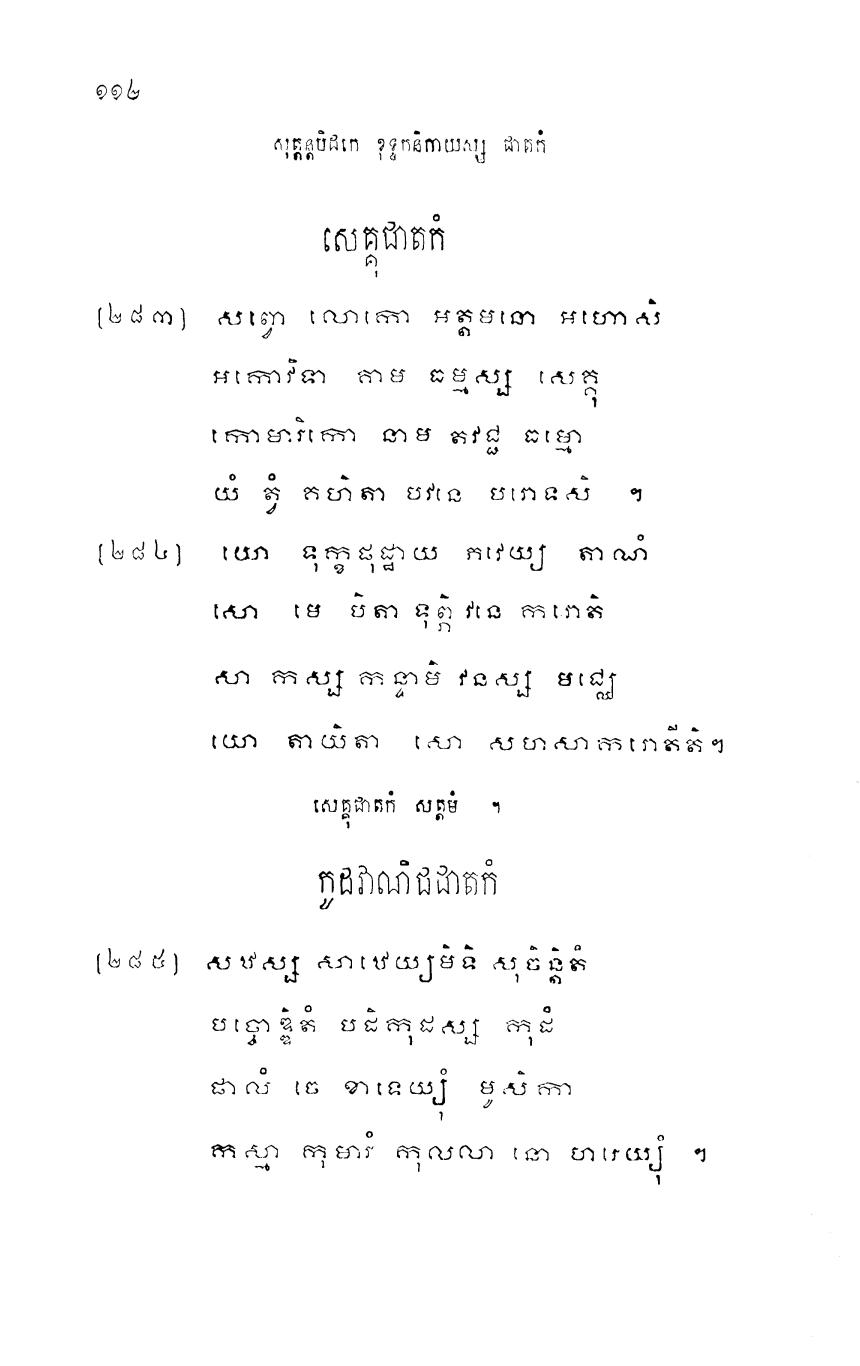 ១១៤
សុត្តន្តបិដកេ ខុទ្ទកនិកាយស្ស ជាតកំ
សេគ្គុជាតកំ
(២៨៣) សព្វោ លោកោ អត្តមនោ អហោសិ
អកោវិទា គាម ធម្មស្ស សេគ្គុ
កោមារិកោ នាម តវជ្ជ ធម្មោ
យំ ត្វំ គហិតា បវនេ បរោទសិ ។
(២៨៤) យោ ទុក្ខផុដ្ឋាយ ភវេយ្យ តាណំ
សោ មេ បិតា ទុព្ភិ វនេ ករោតិ
សា កស្ស កន្ទាមិ វនស្ស មជ្ឈេ
យោ តាយិតា សោ សហសាករោតីតិ។
សេគ្គុជាតកំ សត្តមំ ។
កូដវាណិជជាតកំ
(២៨៥) សឋស្ស សាឋេយ្យមិទិ សុចិន្តិតំ
បច្ចោឌ្ឌិតំ បដិកុដស្ស កុដំ
ផាលំ ចេ ខាទេយ្យុំ មូសិកា
កស្មា កុមារំ កុលលា នោ ហរេយ្យុំ ។